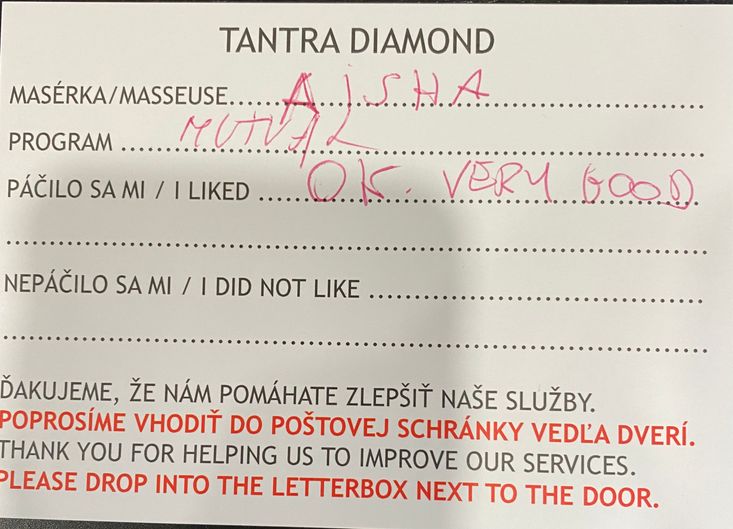 TANTRA DIAMOND
MASÉRKA/MASSEUSE.....AISHA.....
PROGRAM .....MUTUAL.....
PÁČILO SA MI / I LIKED .....OK. VERY GOOD
NEPÁČILO SA MI / I DID NOT LIKE .....
ĎAKUJEME, ŽE NÁM POMÁHATE ZLEPŠIŤ NAŠE SLUŽBY.
POPROSÍME VHODIŤ DO POŠTOVEJ SCHRÁNKY VEDĽA DVERÍ.
THANK YOU FOR HELPING US TO IMPROVE OUR SERVICES.
PLEASE DROP INTO THE LETTERBOX NEXT TO THE DOOR.